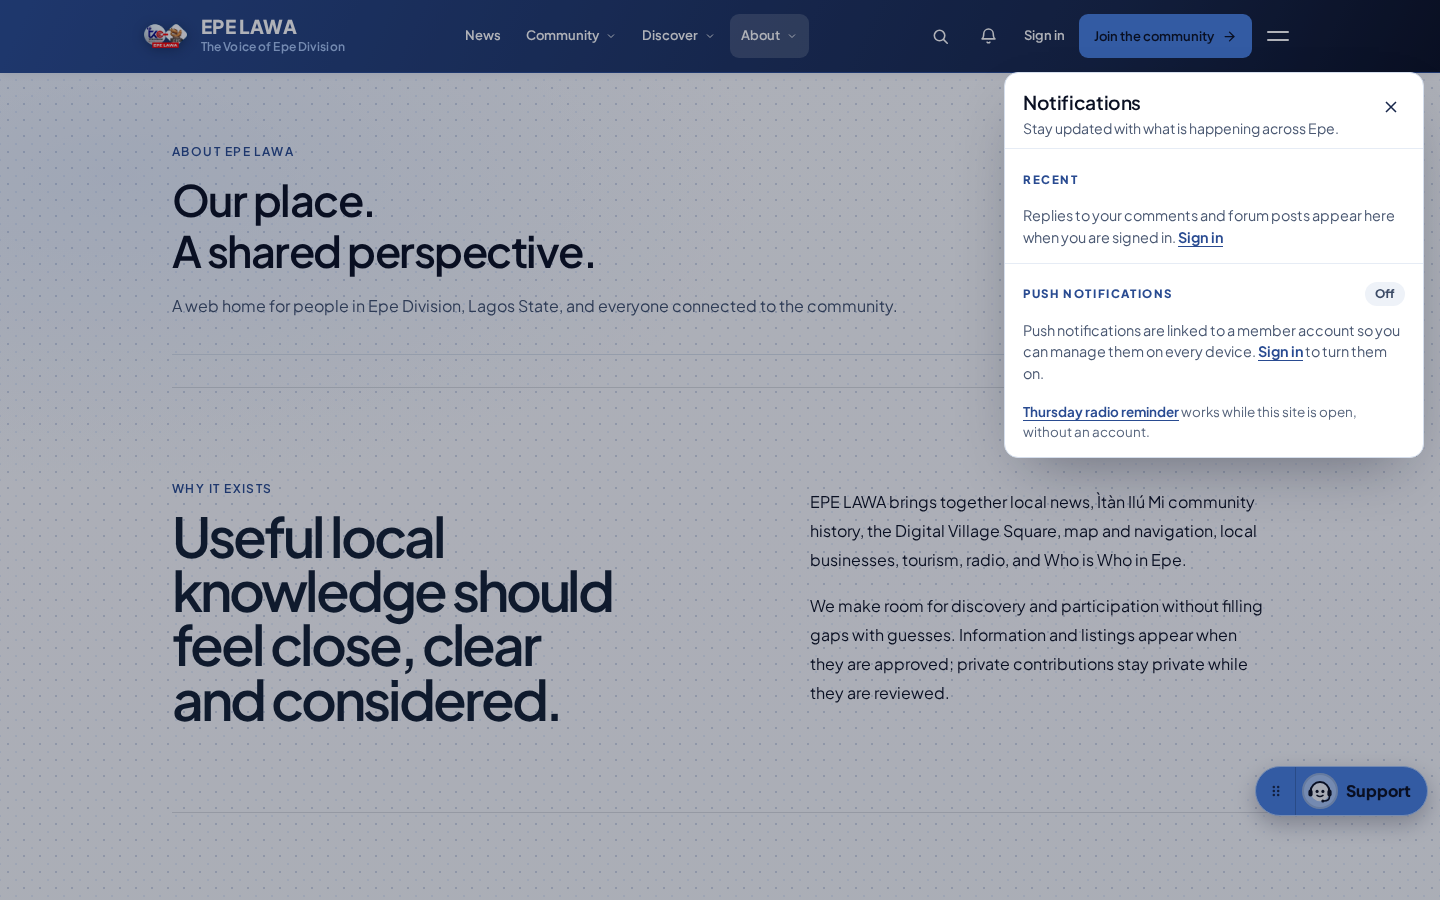 EPE LAWA
The Voice of Epe Division
News
Community
Discover
About
Sign in
Join the community
Notifications
Stay updated with what is happening across Epe.
RECENT
Replies to your comments and forum posts appear here
when you are signed in. Sign in
PUSH NOTIFICATIONS
Off
Push notifications are linked to a member account so you
can manage them on every device. Sign in to turn them
on.
Thursday radio reminder works while this site is open,
without an account.
ABOUT EPE LAWA
Our place.
A shared perspective.
A web home for people in Epe Division, Lagos State, and everyone connected to the community.
WHY IT EXISTS
Useful local
knowledge should
feel close, clear
and considered.
EPE LAWA brings together local news, Ìtàn Ilú Mi community
history, the Digital Village Square, map and navigation, local
businesses, tourism, radio, and Who is Who in Epe.
We make room for discovery and participation without filling
gaps with guesses. Information and listings appear when
they are approved; private contributions stay private while
they are reviewed.
Support